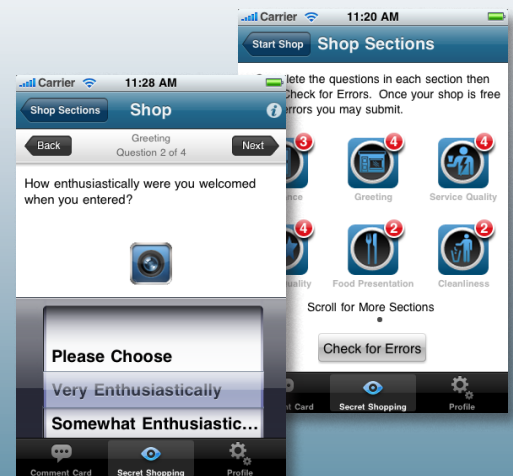 Carrier
11:20 AM
Start Shop
Shop Sections
lete the questions in each section then
Check for Errors. Once your shop is free
errors you may submit.
3
4
4
Greeting
Service Quality
4
2
2
Food Presentation
Cleanliness
Scroll for More Sections
Check for Errors
Card
Secret Shopping
Profile
Carrier
11:28 AM
Shop Sections
Shop
Back
Greeting
Question 2 of 4
Next
How enthusiastically were you welcomed
when you entered?
Please Choose
Very Enthusiastically
Somewhat Enthusiastic...
Comment Card
Secret Shopping
Profile